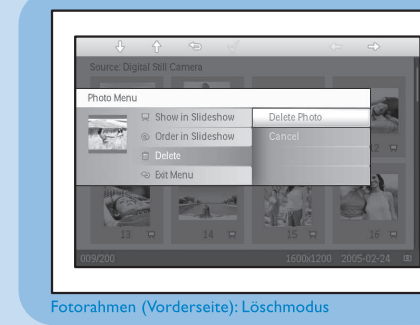 Source: Digital Still Camera
Photo Menu
Show in Slideshow
Delete Photo
Order in Slideshow
Cancel
12
Delete
Exit Menu
13
14
15
16
009/200
1600x1200
2005-02-24
Fotorahmen (Vorderseite): Löschmodus